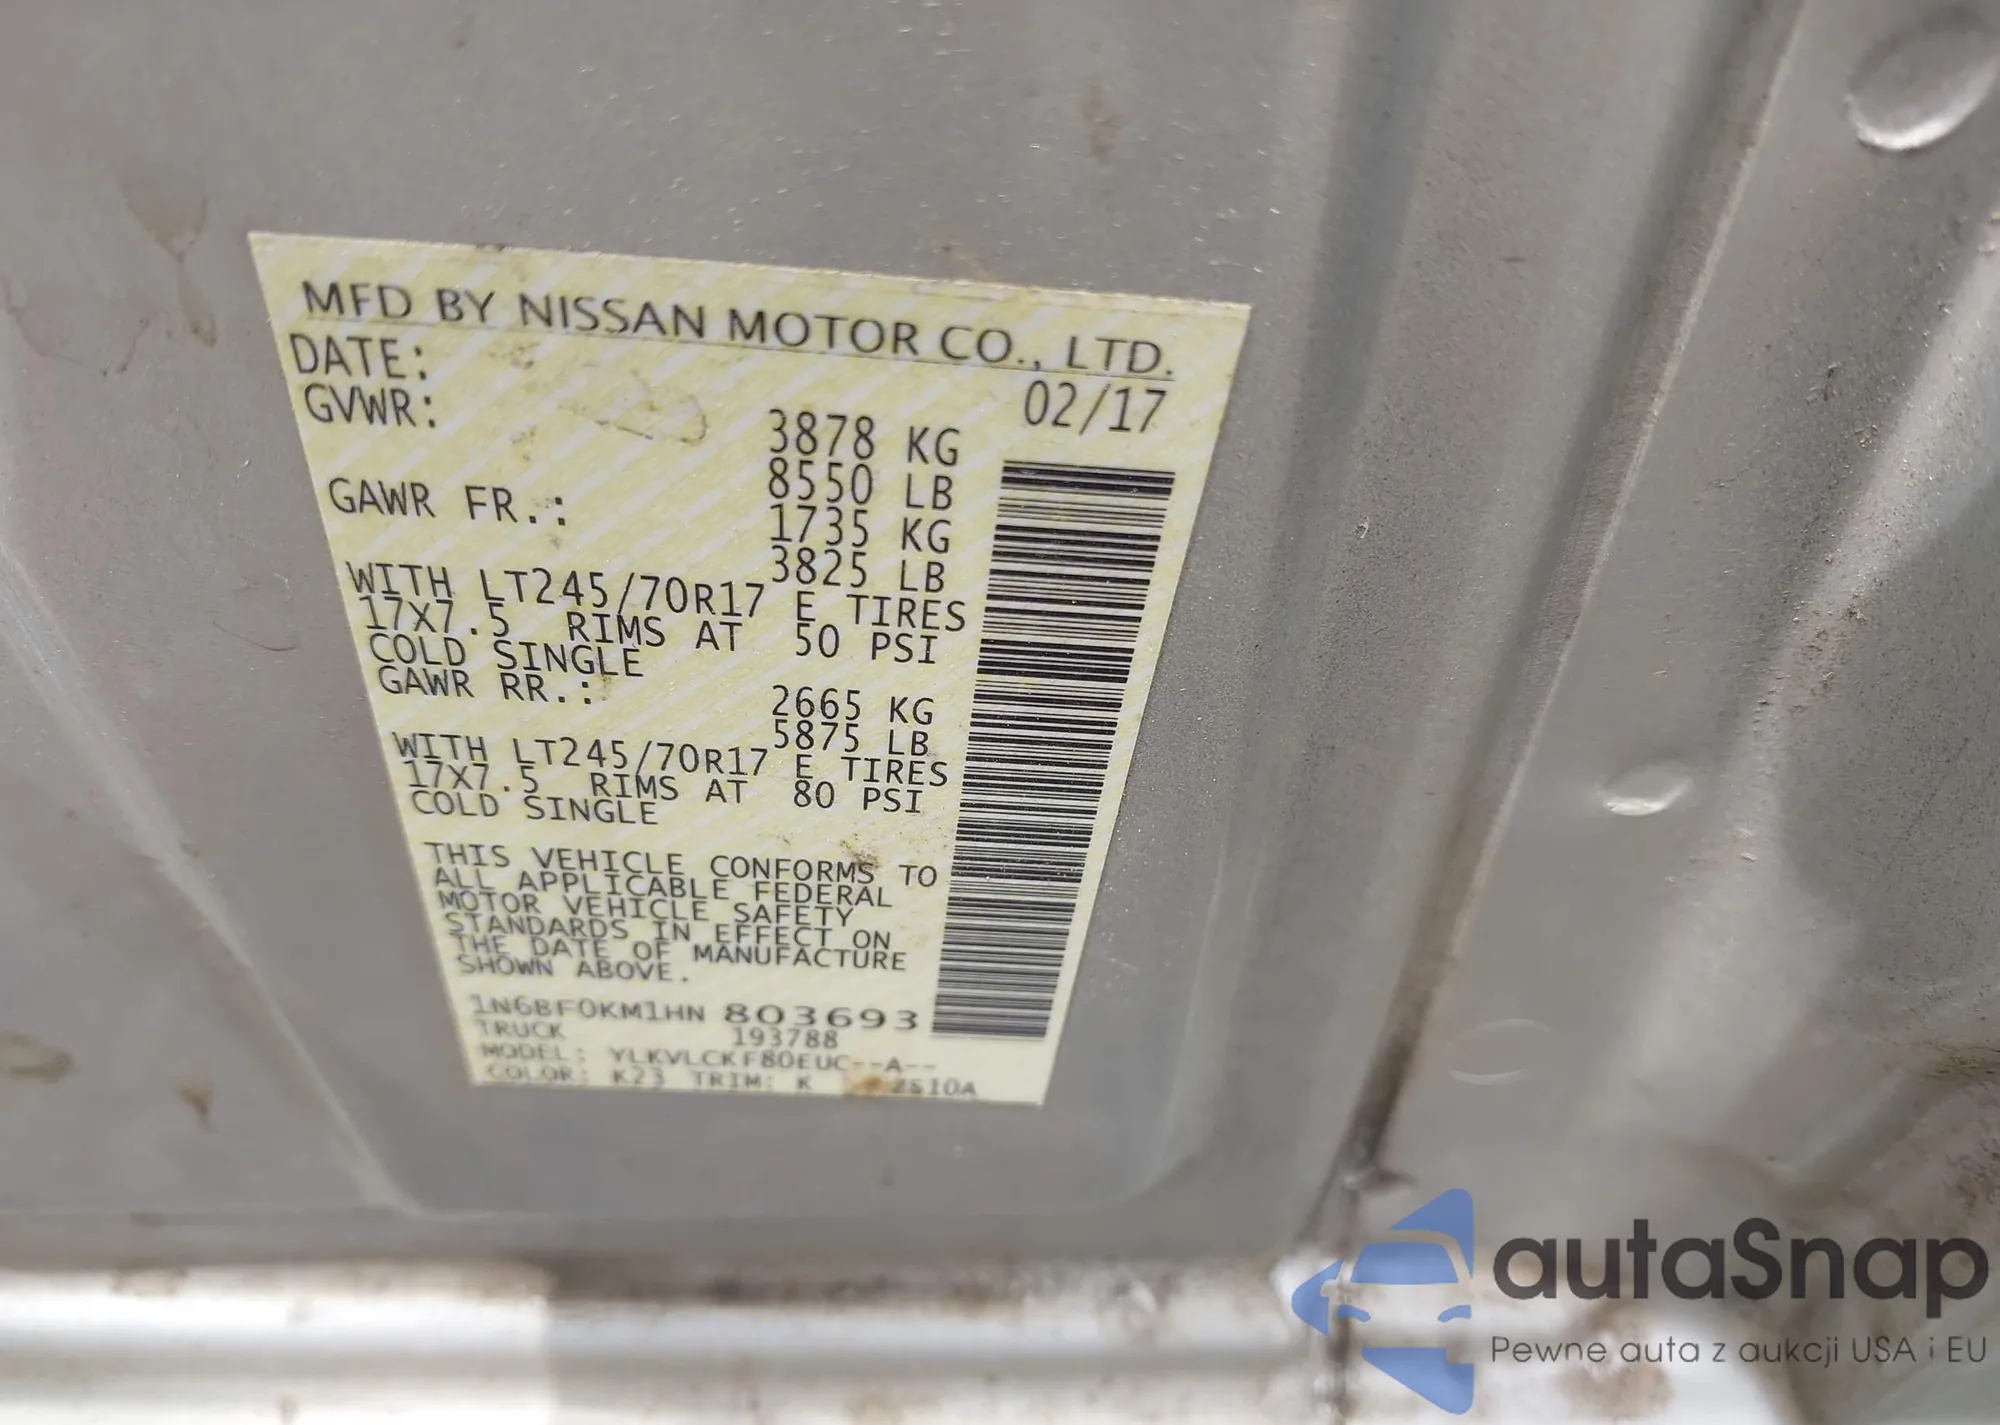 MFD BY NISSAN MOTOR CO., LTD.
DATE: 02/17
GVWR: 3878 KG
8550 LB
GAWR FR.: 1735 KG
3825 LB
WITH LT245/70R17 E TIRES
17X7.5 RIMS AT 50 PSI
COLD SINGLE
GAWR RR.: 2665 KG
5875 LB
WITH LT245/70R17 E TIRES
17X7.5 RIMS AT 80 PSI
COLD SINGLE
THIS VEHICLE CONFORMS TO
ALL APPLICABLE FEDERAL
MOTOR VEHICLE SAFETY
STANDARDS IN EFFECT ON
THE DATE OF MANUFACTURE
SHOWN ABOVE.
1N6BF0KM1HN 803693
TRUCK 193788
MODEL: YLKVLCKF80EUC--A--
COLOR: K23 TRIM: K
autaSnap
Pewne auta z aukcji USA i EU